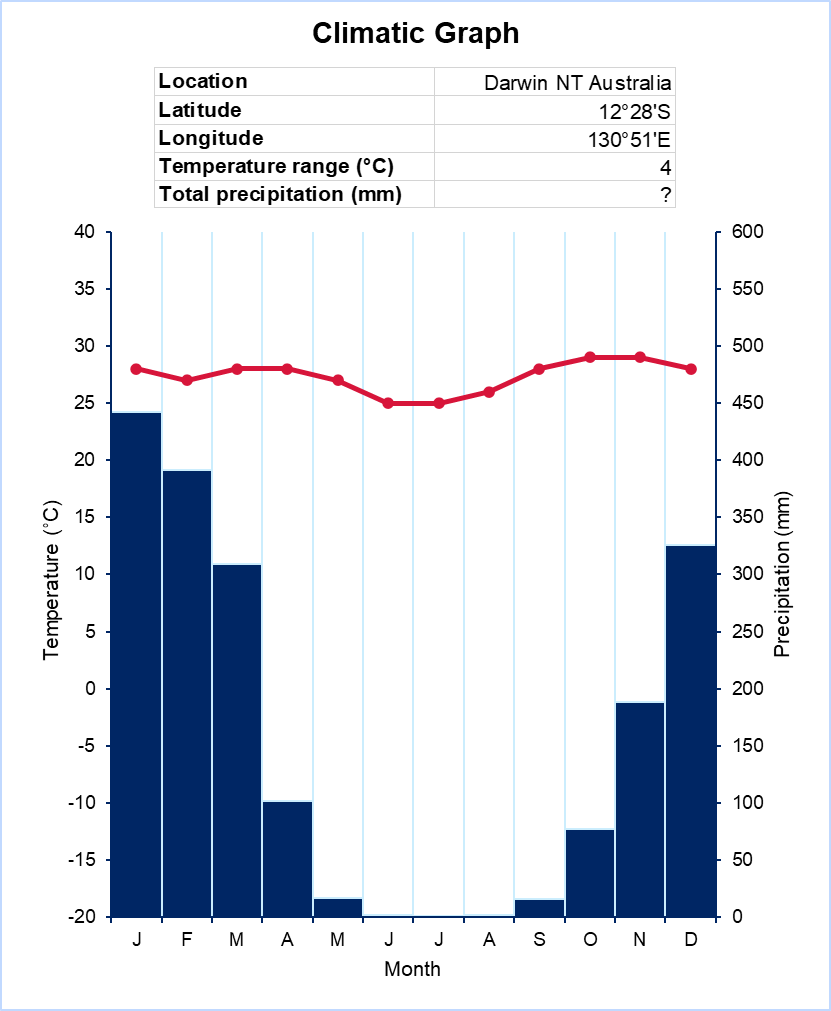 Climatic Graph
Location Darwin NT Australia
Latitude 12°28'S
Longitude 130°51'E
Temperature range (°C) 4
Total precipitation (mm) ?
40 600
35 550
30 500
25 450
20 400
15 350
10 300
5 250
0 200
-5 150
-10 100
-15 50
-20 0
Temperature (°C)
Precipitation (mm)
J F M A M J J A S O N D
Month